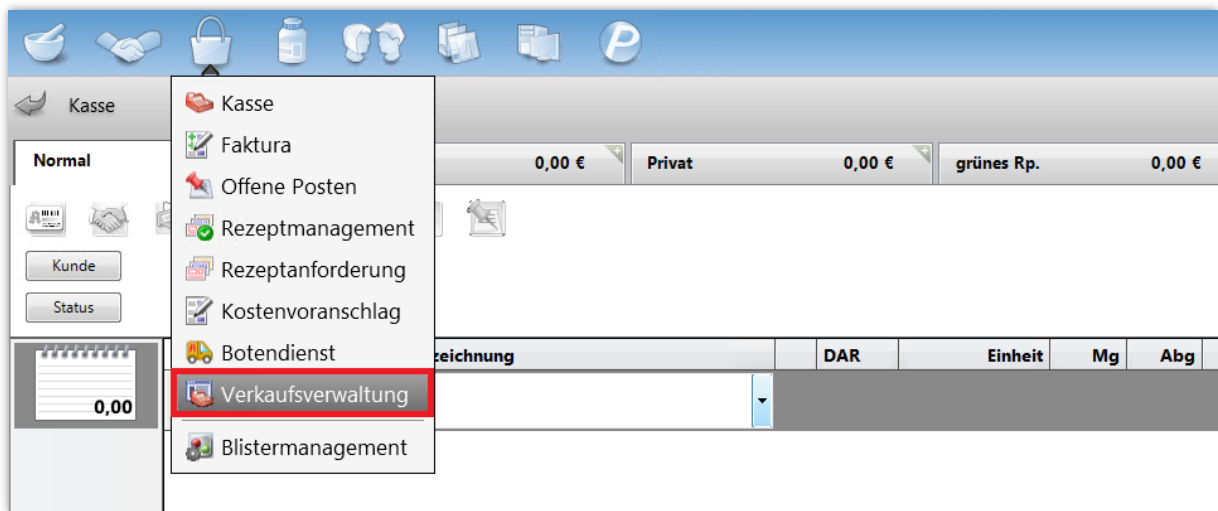 P
Kasse
Kasse
Faktura
Normal
0,00 €
Privat
0,00 €
grünes Rp.
0,00 €
Offene Posten
Rezeptmanagement
Rezeptanforderung
Kunde
Kostenvoranschlag
Status
Botendienst
zeichnung
DAR
Einheit
Mg
Abg
Verkaufsverwaltung
0,00
Blistermanagement